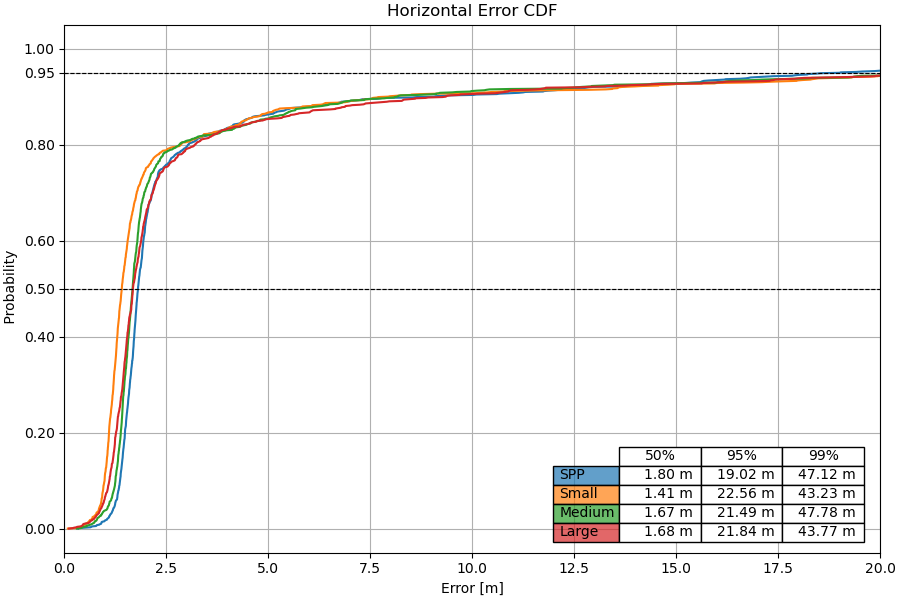 Horizontal Error CDF
1.00
0.95
0.80
0.60
0.50
0.40
0.20
0.00
Probability
50% 95% 99%
SPP 1.80 m 19.02 m 47.12 m
Small 1.41 m 22.56 m 43.23 m
Medium 1.67 m 21.49 m 47.78 m
Large 1.68 m 21.84 m 43.77 m
0.0 2.5 5.0 7.5 10.0 12.5 15.0 17.5 20.0
Error [m]